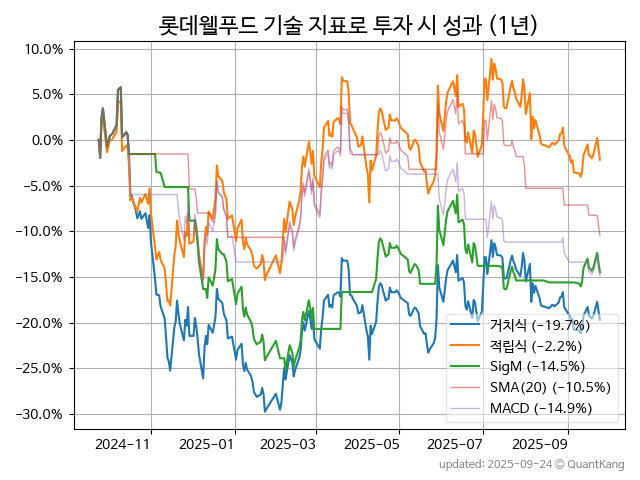 롯데웰푸드 기술 지표로 투자 시 성과 (1년)
10.0%
5.0%
0.0%
−5.0%
−10.0%
−15.0%
−20.0%
−25.0%
−30.0%
거치식 (−19.7%)
적립식 (−2.2%)
SigM (−14.5%)
SMA(20) (−10.5%)
MACD (−14.9%)
2024-11 2025-01 2025-03 2025-05 2025-07 2025-09
updated: 2025-09-24 © QuantKang